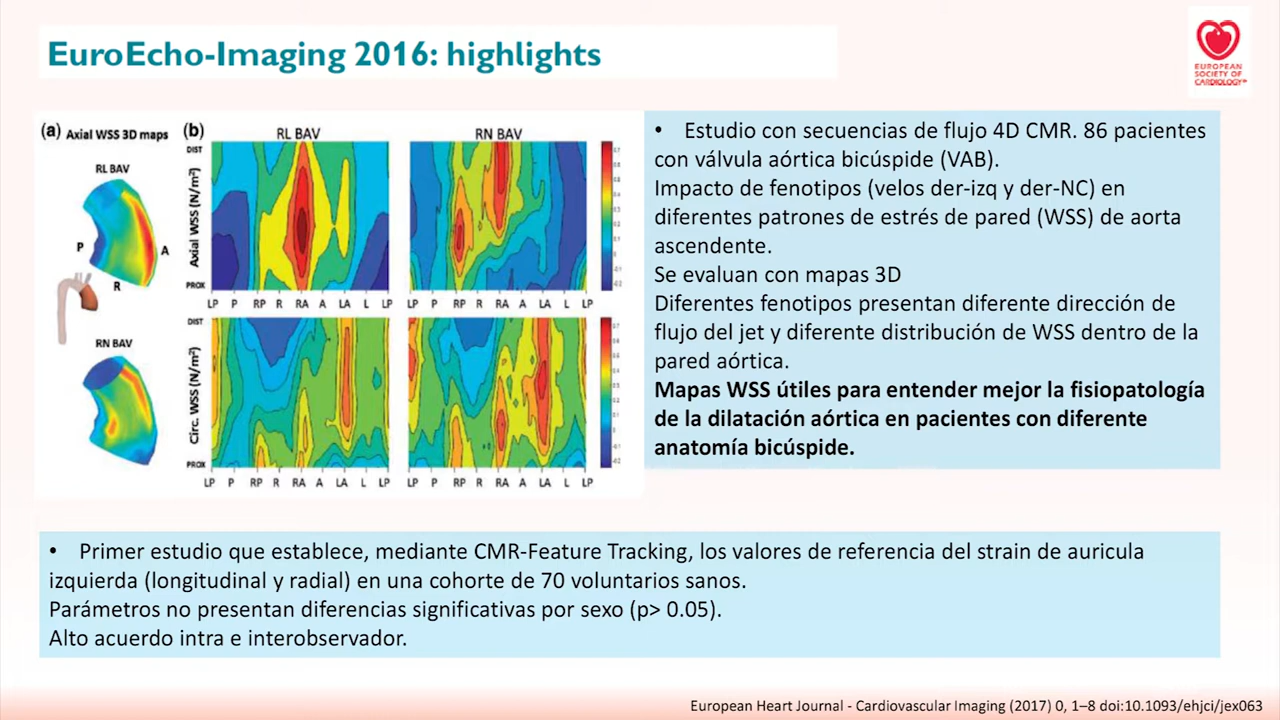 EuroEcho-Imaging 2016: highlights
EUROPEAN
SOCIETY OF
CARDIOLOGY™
(a) Axial WSS 3D maps
RL BAV
P
A
R
RN BAV
(b)
RL BAV
RN BAV
DIST
Axial WSS (N/m²)
PROX
LP P RP R RA A LA L LP
LP P RP R RA A LA L LP
DIST
Circ. WSS (N/m²)
PROX
LP P RP R RA A LA L LP
LP P RP R RA A LA L LP
• Estudio con secuencias de flujo 4D CMR. 86 pacientes
con válvula aórtica bicúspide (VAB).
Impacto de fenotipos (velos der-izq y der-NC) en
diferentes patrones de estrés de pared (WSS) de aorta
ascendente.
Se evaluan con mapas 3D
Diferentes fenotipos presentan diferente dirección de
flujo del jet y diferente distribución de WSS dentro de la
pared aórtica.
Mapas WSS útiles para entender mejor la fisiopatología
de la dilatación aórtica en pacientes con diferente
anatomía bicúspide.
• Primer estudio que establece, mediante CMR-Feature Tracking, los valores de referencia del strain de auricula
izquierda (longitudinal y radial) en una cohorte de 70 voluntarios sanos.
Parámetros no presentan diferencias significativas por sexo (p> 0.05).
Alto acuerdo intra e interobservador.
European Heart Journal - Cardiovascular Imaging (2017) 0, 1–8 doi:10.1093/ehjci/jex063